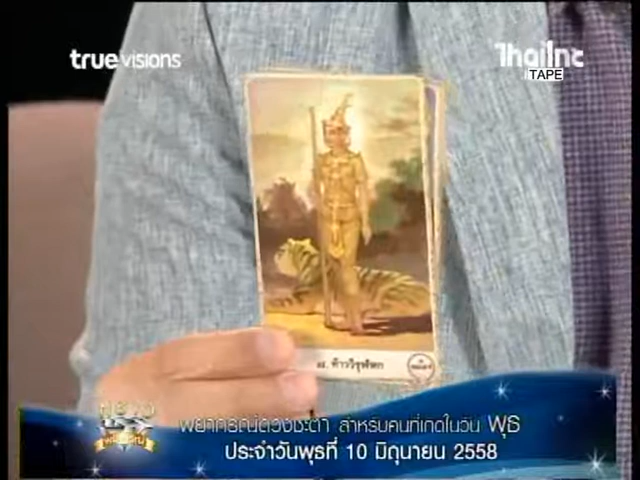 truevisions
ThaiTa
TAPE
ท้าววิรุฬหก
พยากรณ์ดวงชะตา สำหรับคนที่เกิดในวัน พุธ
ประจำวันพุธที่ 10 มิถุนายน 2558